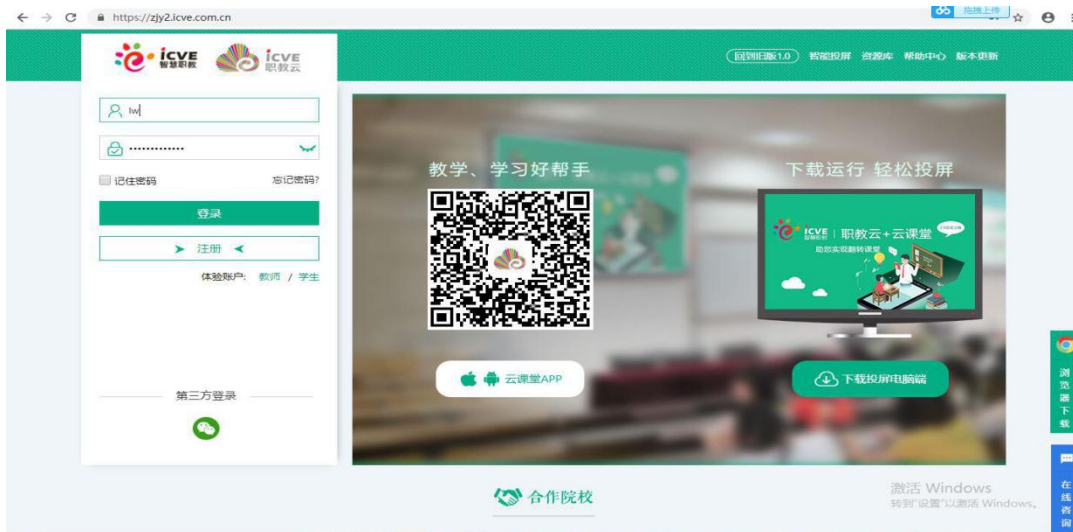 https://zjy2.icve.com.cn
拖拽上传
icve 智慧职教
icve 职教云
回到旧版1.0 智能投屏 资源库 帮助中心 版本更新
lw
记住密码 忘记密码?
登录
注册
体验账户: 教师 / 学生
第三方登录
教学、学习好帮手
云课堂APP
下载运行 轻松投屏
icve 智慧职教 | 职教云+云课堂
助您实现翻转课堂
下载投屏电脑端
浏览器下载
在线咨询
合作院校
激活 Windows
转到"设置"以激活 Windows。